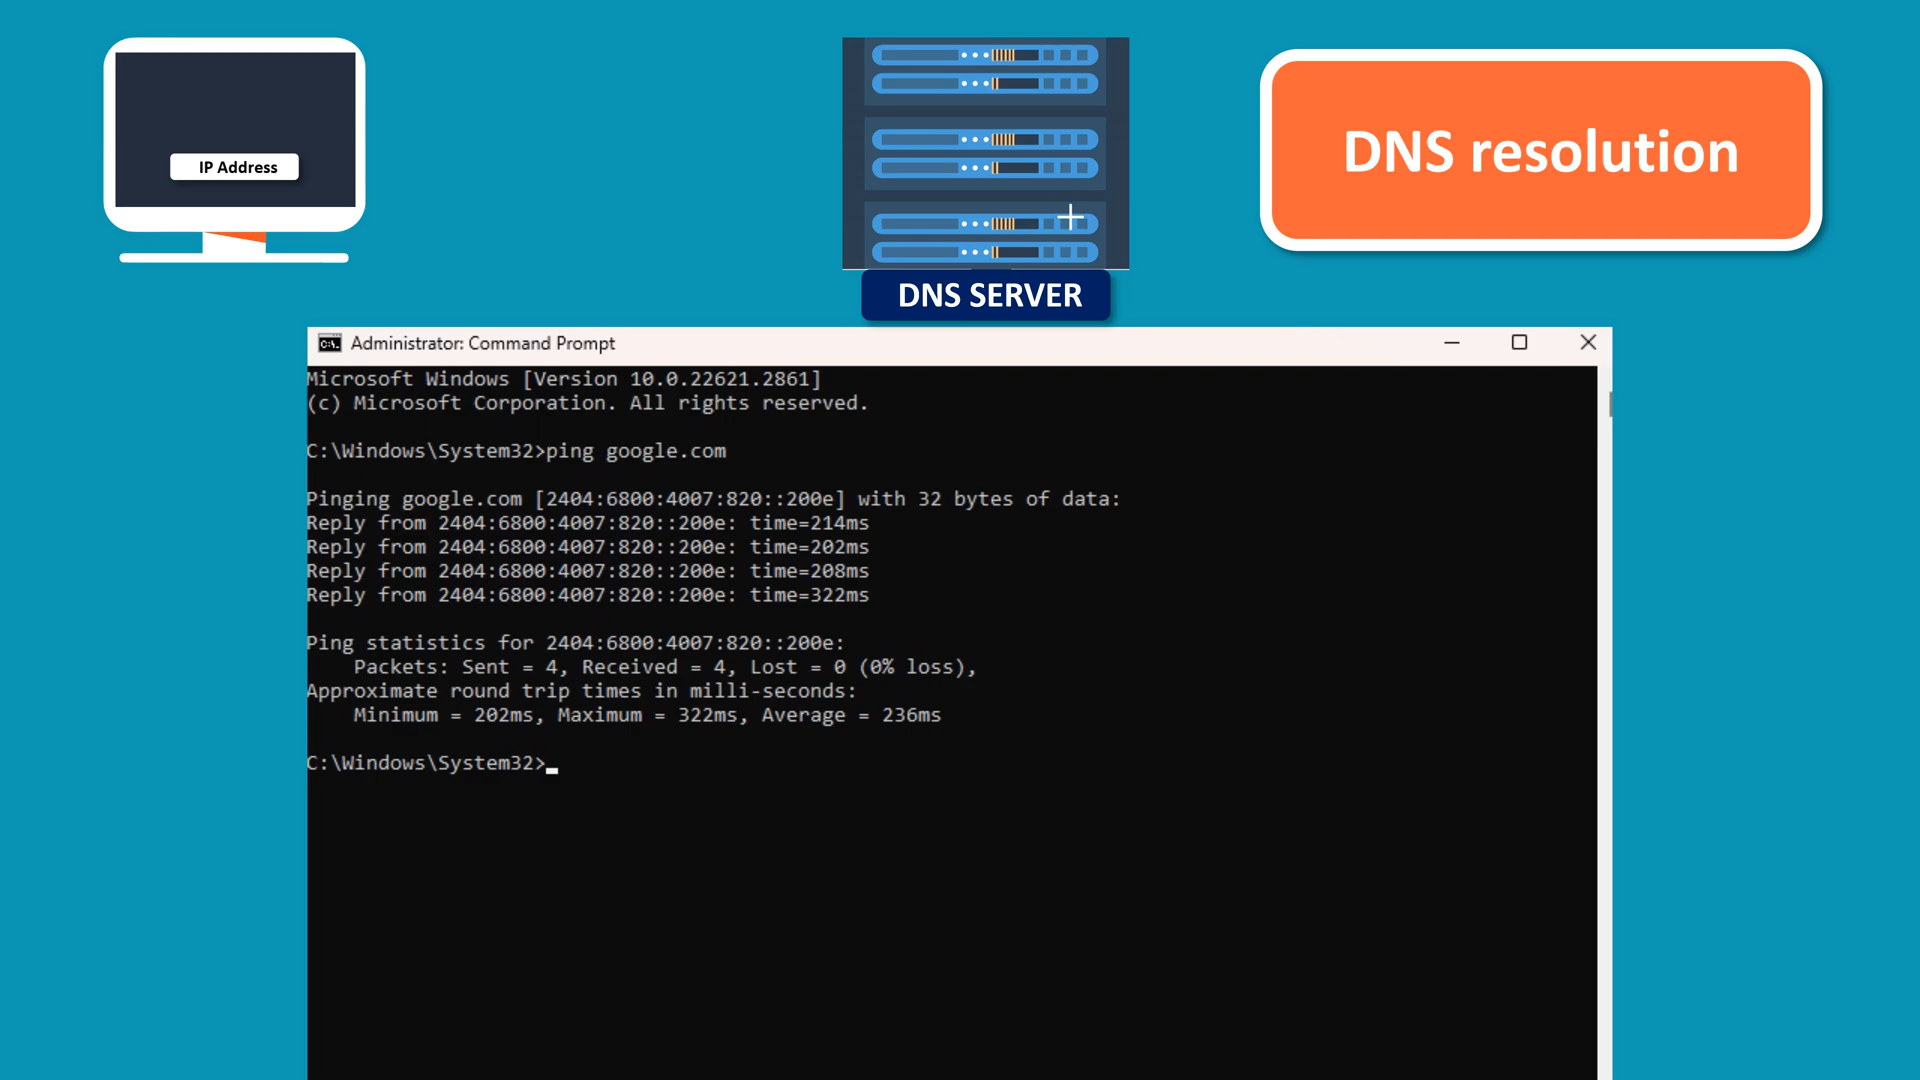 IP Address
DNS SERVER
DNS resolution
Administrator: Command Prompt
Microsoft Windows [Version 10.0.22621.2861]
(c) Microsoft Corporation. All rights reserved.
C:\Windows\System32>ping google.com
Pinging google.com [2404:6800:4007:820::200e] with 32 bytes of data:
Reply from 2404:6800:4007:820::200e: time=214ms
Reply from 2404:6800:4007:820::200e: time=202ms
Reply from 2404:6800:4007:820::200e: time=208ms
Reply from 2404:6800:4007:820::200e: time=322ms
Ping statistics for 2404:6800:4007:820::200e:
Packets: Sent = 4, Received = 4, Lost = 0 (0% loss),
Approximate round trip times in milli-seconds:
Minimum = 202ms, Maximum = 322ms, Average = 236ms
C:\Windows\System32>